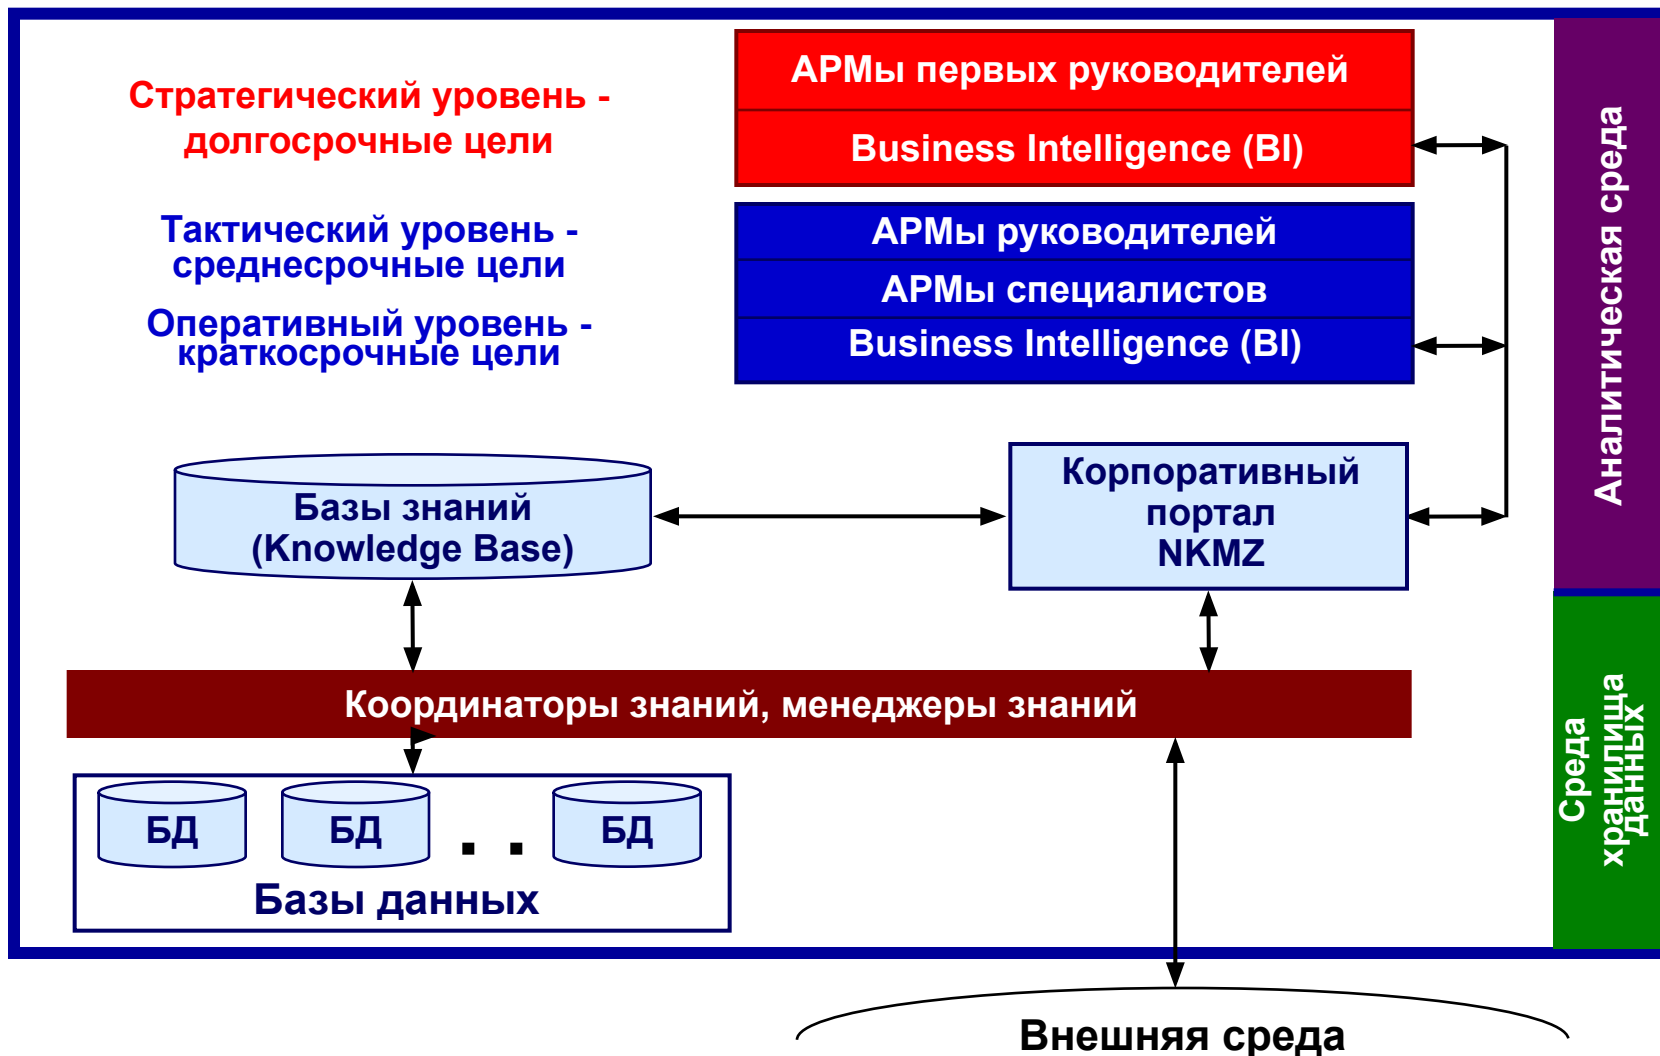 АРМы первых руководителей
Стратегический уровень -
долгосрочные цели
Business Intelligence (BI)
Тактический уровень -
среднесрочные цели
АРМы руководителей
АРМы специалистов
Оперативный уровень -
краткосрочные цели
Business Intelligence (BI)
Аналитическая среда
Базы знаний
(Knowledge Base)
Корпоративный
портал
NKMZ
Координаторы знаний, менеджеры знаний
Среда
хранилища
данных
БД
БД
. .
БД
Базы данных
Внешняя среда